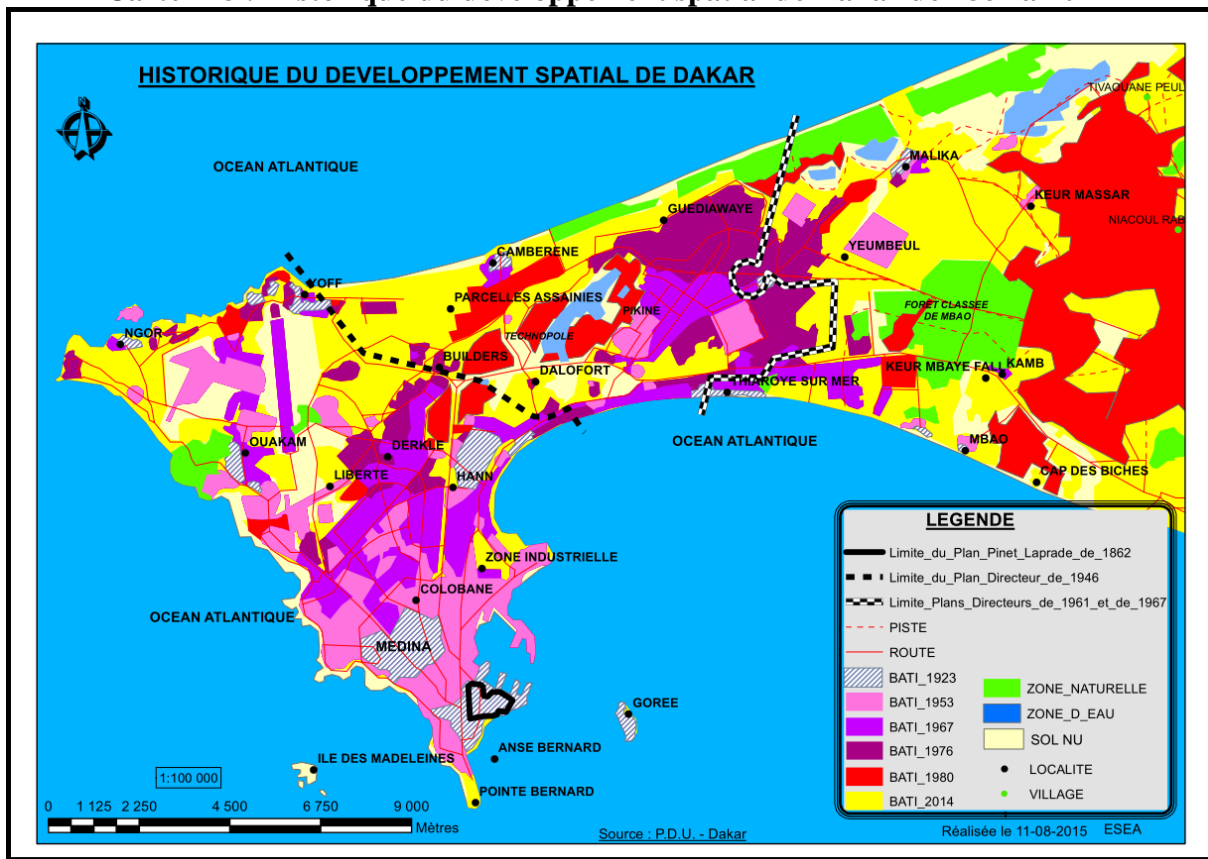 HISTORIQUE DU DEVELOPPEMENT SPATIAL DE DAKAR
TIVAOUANE PEUL
OCEAN ATLANTIQUE
MALIKA
KEUR MASSAR
GUEDIAWAYE
NIACOUL RAB
YEUMBEUL
CAMBERENE
YOFF
PARCELLES ASSAINIES
FORET CLASSEE
DE MBAO
PIKINE
TECHNOPOLE
NGOR
BUILDERS
DALOFORT
KEUR MBAYE FALL
KAMB
THIAROYE SUR MER
OUAKAM
DERKLE
OCEAN ATLANTIQUE
MBAO
LIBERTE
HANN
CAP DES BICHES
ZONE INDUSTRIELLE
COLOBANE
OCEAN ATLANTIQUE
MEDINA
GOREE
ANSE BERNARD
ILE DES MADELEINES
POINTE BERNARD
1:100 000
0 1 125 2 250 4 500 6 750 9 000
Mètres
Source : P.D.U. - Dakar
LEGENDE
Limite_du_Plan_Pinet_Laprade_de_1862
Limite_du_Plan_Directeur_de_1946
Limite_Plans_Directeurs_de_1961_et_de_1967
PISTE
ROUTE
BATI_1923
BATI_1953
BATI_1967
BATI_1976
BATI_1980
BATI_2014
ZONE_NATURELLE
ZONE_D_EAU
SOL NU
LOCALITE
VILLAGE
Réalisée le 11-08-2015 ESEA